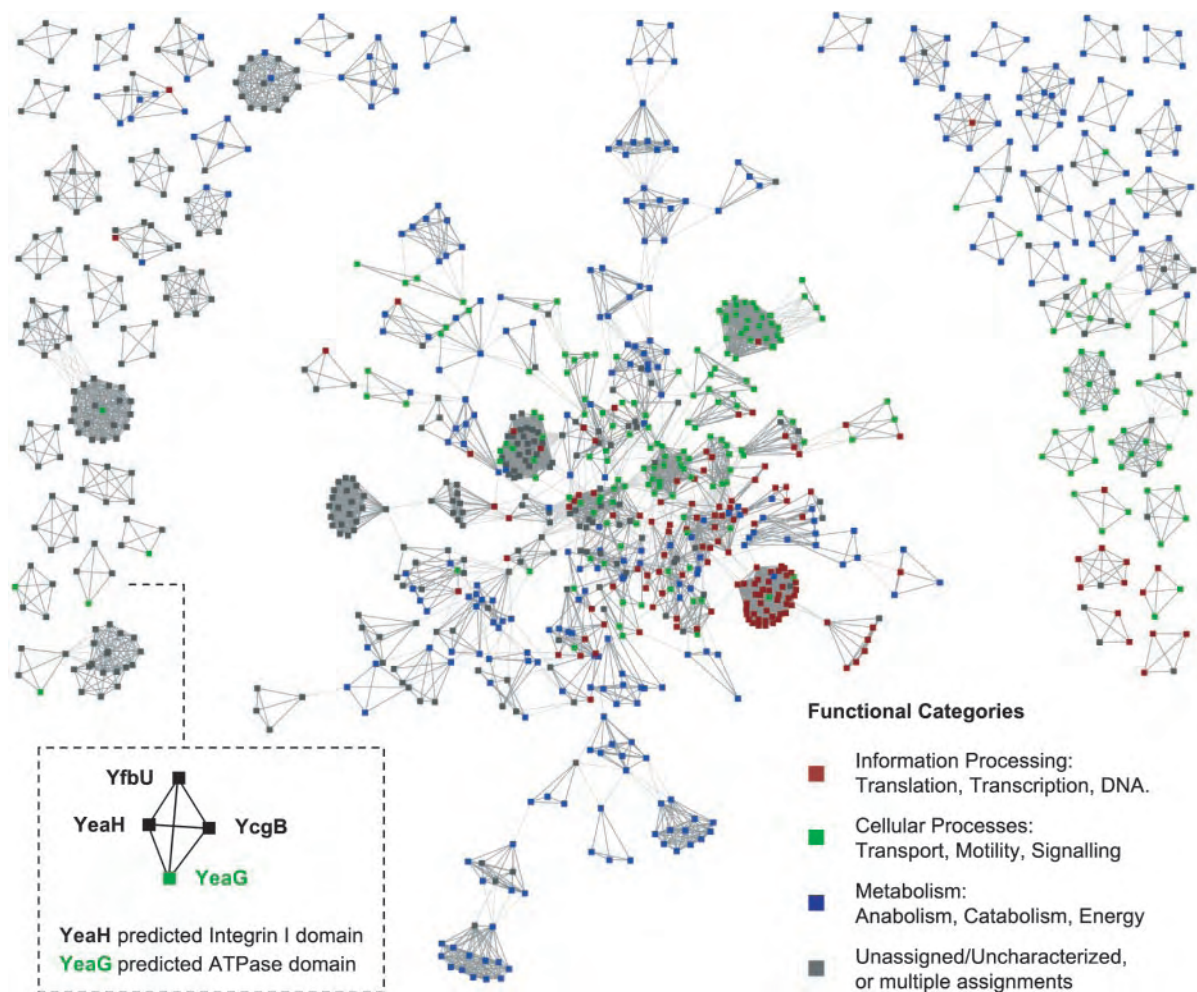 YfbU
YeaH
YcgB
YeaG
YeaH predicted Integrin I domain
YeaG predicted ATPase domain
Functional Categories
Information Processing:
Translation, Transcription, DNA.
Cellular Processes:
Transport, Motility, Signalling
Metabolism:
Anabolism, Catabolism, Energy
Unassigned/Uncharacterized,
or multiple assignments